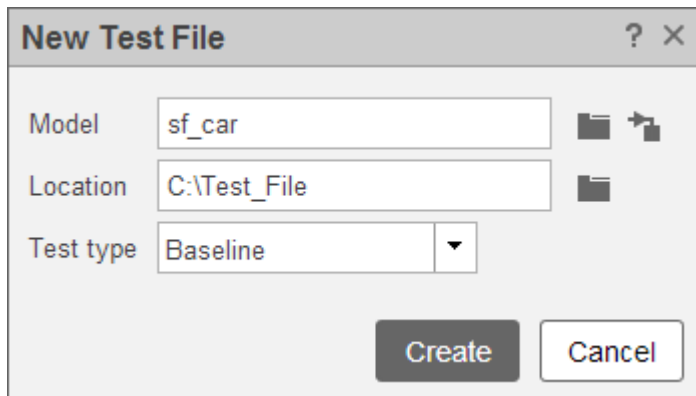 New Test File ?
Model sf_car
Location C:\Test_File
Test type Baseline
Create Cancel